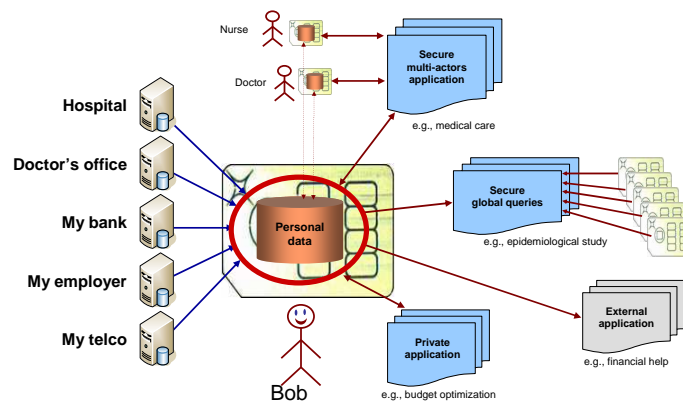 Nurse
Doctor
Secure
multi-actors
application
e.g., medical care
Hospital
Doctor's office
My bank
My employer
My telco
Personal
data
Secure
global queries
e.g., epidemiological study
External
application
e.g., financial help
Private
application
e.g., budget optimization
Bob